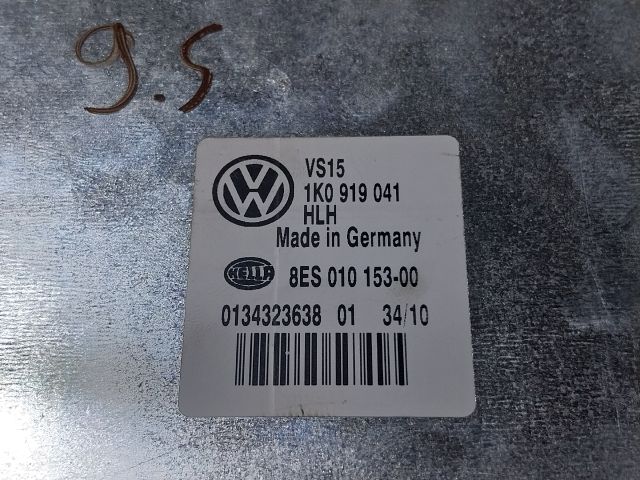 9.5
VS15
1K0 919 041
HLH
Made in Germany
HELLA
8ES 010 153-00
0134323638 01 34/10